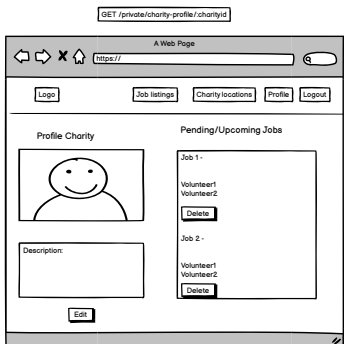 GET /private/charity-profile/:charityid
A Web Page
https://
Logo
Job listings
Charity locations
Profile
Logout
Profile Charity
Pending/Upcoming Jobs
Job 1 -
Volunteer1
Volunteer2
Delete
Job 2 -
Volunteer1
Volunteer2
Delete
Description:
Edit